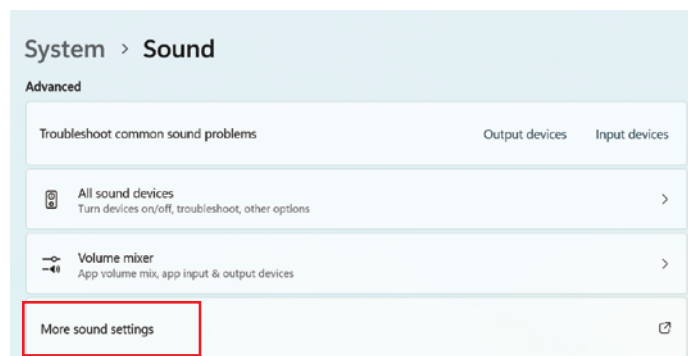 System > Sound
Advanced
Troubleshoot common sound problems Output devices Input devices
All sound devices
Turn devices on/off, troubleshoot, other options
Volume mixer
App volume mix, app input & output devices
More sound settings